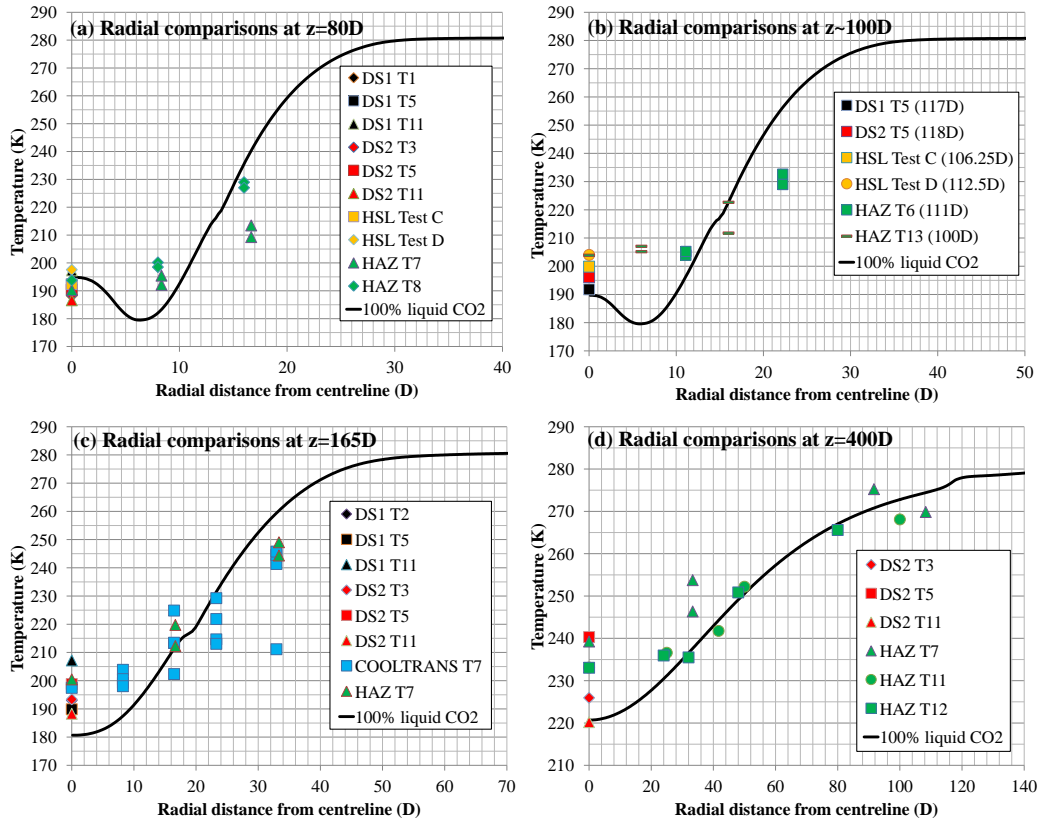 (a) Radial comparisons at z=80D
Temperature (K)
290
280
270
260
250
240
230
220
210
200
190
180
170
DS1 T1
DS1 T5
DS1 T11
DS2 T3
DS2 T5
DS2 T11
HSL Test C
HSL Test D
HAZ T7
HAZ T8
100% liquid CO2
0 10 20 30 40
Radial distance from centreline (D)
(b) Radial comparisons at z~100D
Temperature (K)
290
280
270
260
250
240
230
220
210
200
190
180
170
DS1 T5 (117D)
DS2 T5 (118D)
HSL Test C (106.25D)
HSL Test D (112.5D)
HAZ T6 (111D)
HAZ T13 (100D)
100% liquid CO2
0 10 20 30 40 50
Radial distance from centreline (D)
(c) Radial comparisons at z=165D
Temperature (K)
290
280
270
260
250
240
230
220
210
200
190
180
170
DS1 T2
DS1 T5
DS1 T11
DS2 T3
DS2 T5
DS2 T11
COOLTRANS T7
HAZ T7
100% liquid CO2
0 10 20 30 40 50 60 70
Radial distance from centreline (D)
(d) Radial comparisons at z=400D
Temperature (K)
290
280
270
260
250
240
230
220
210
DS2 T3
DS2 T5
DS2 T11
HAZ T7
HAZ T11
HAZ T12
100% liquid CO2
0 20 40 60 80 100 120 140
Radial distance from centreline (D)